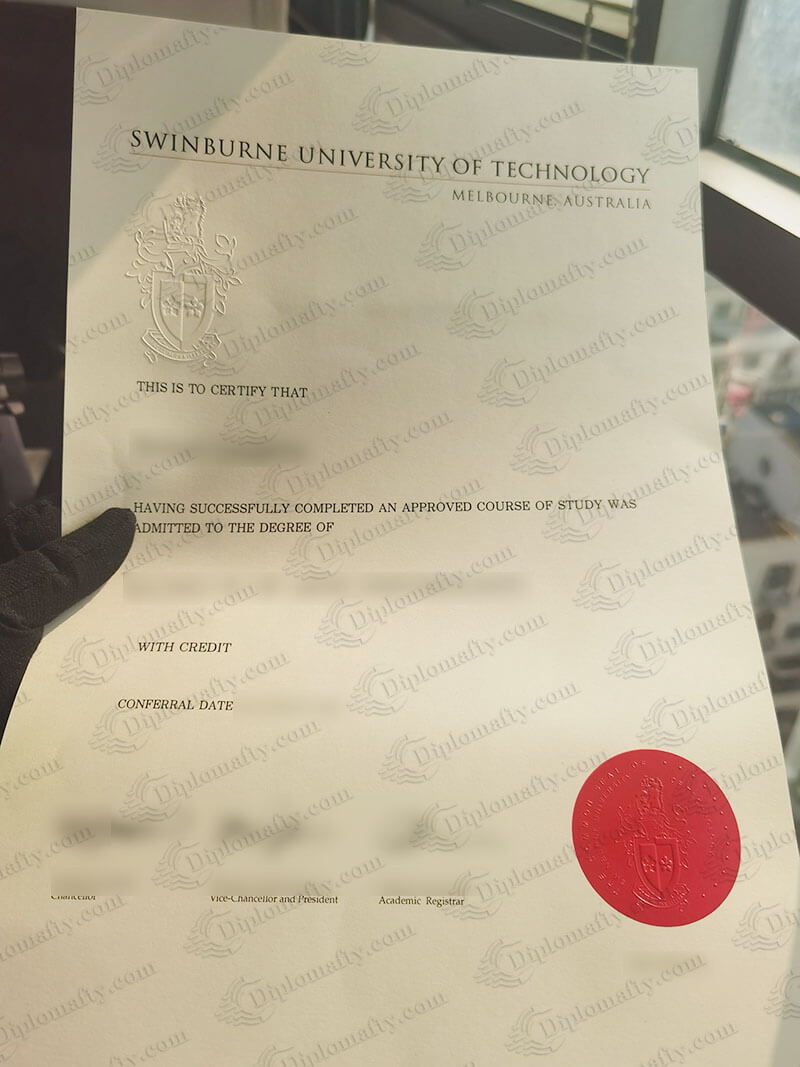 SWINBURNE UNIVERSITY OF TECHNOLOGY
MELBOURNE, AUSTRALIA
THIS IS TO CERTIFY THAT
HAVING SUCCESSFULLY COMPLETED AN APPROVED COURSE OF STUDY WAS
ADMITTED TO THE DEGREE OF
WITH CREDIT
CONFERRAL DATE
Chancellor
Vice-Chancellor and President
Academic Registrar
Diplomafty.com